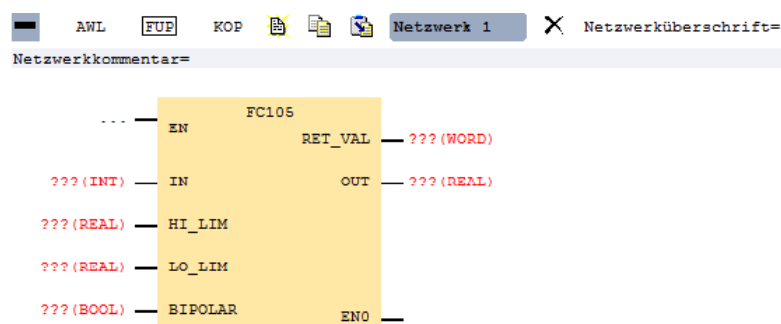 AWL FUP KOP Netzwerk 1 Netzwerküberschrift=
Netzwerkkommentar=
FC105
... EN
RET_VAL ???(WORD)
???(INT) IN OUT ???(REAL)
???(REAL) HI_LIM
???(REAL) LO_LIM
???(BOOL) BIPOLAR
EN0